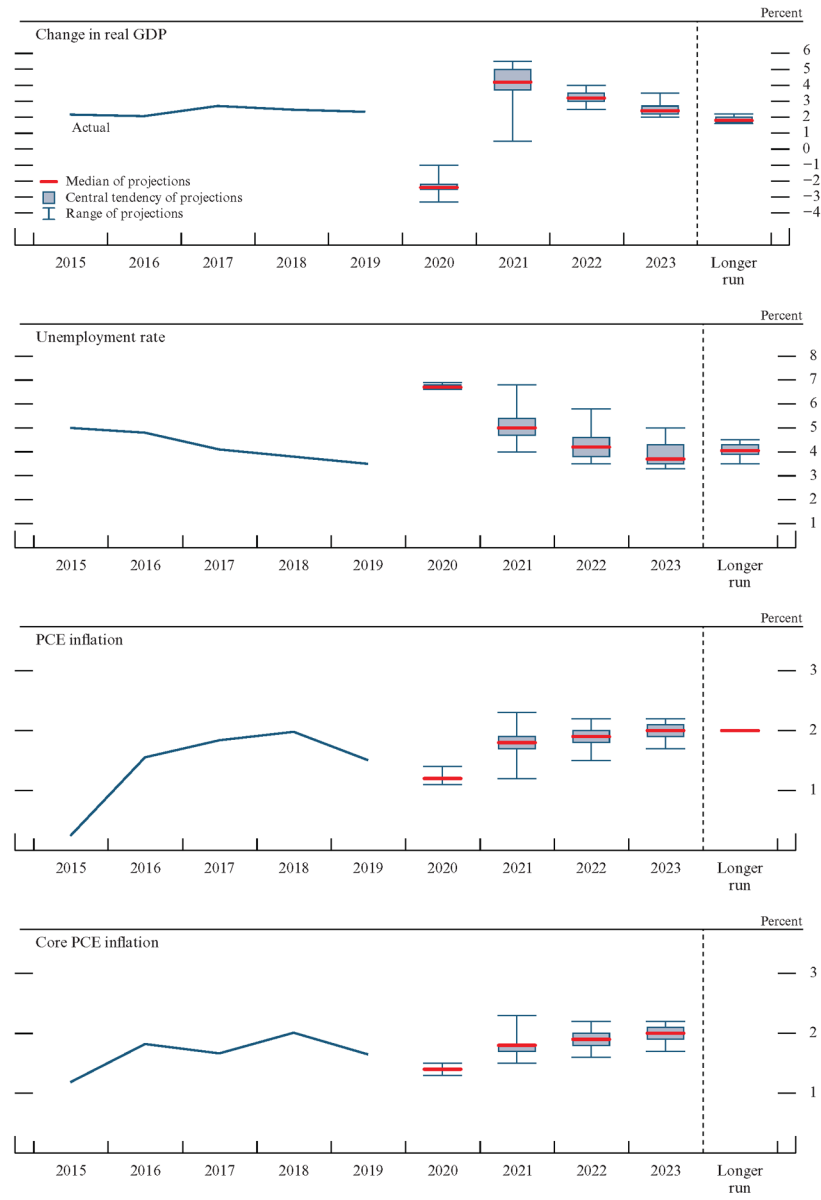 Percent
Change in real GDP
6
5
4
3
2
1
0
−1
−2
−3
−4
Actual
Median of projections
Central tendency of projections
Range of projections
2015 2016 2017 2018 2019 2020 2021 2022 2023 Longer
run
Percent
Unemployment rate
8
7
6
5
4
3
2
1
2015 2016 2017 2018 2019 2020 2021 2022 2023 Longer
run
Percent
PCE inflation
3
2
1
2015 2016 2017 2018 2019 2020 2021 2022 2023 Longer
run
Percent
Core PCE inflation
3
2
1
2015 2016 2017 2018 2019 2020 2021 2022 2023 Longer
run